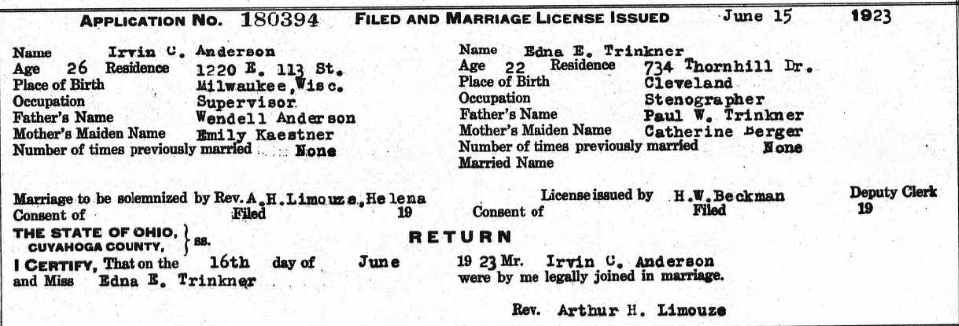 APPLICATION No. 180394 FILED AND MARRIAGE LICENSE ISSUED June 15 1923
Name Irvin C. Anderson Name Edna E. Trinkner
Age 26 Residence 1220 E. 113 St. Age 22 Residence 734 Thornhill Dr.
Place of Birth Milwaukee,Wisc. Place of Birth Cleveland
Occupation Supervisor Occupation Stenographer
Father's Name Wendell Anderson Father's Name Paul W. Trinkner
Mother's Maiden Name Emily Kaestner Mother's Maiden Name Catherine Berger
Number of times previously married None Number of times previously married None
Married Name
Marriage to be solemnized by Rev. A.H.Limouze,Helena License issued by H.W.Beckman Deputy Clerk
Consent of Filed 19 Consent of Filed 19
THE STATE OF OHIO, } ss. RETURN
CUYAHOGA COUNTY,
I CERTIFY, That on the 16th day of June 19 23 Mr. Irvin C. Anderson
and Miss Edna E. Trinkner were by me legally joined in marriage.
Rev. Arthur H. Limouze